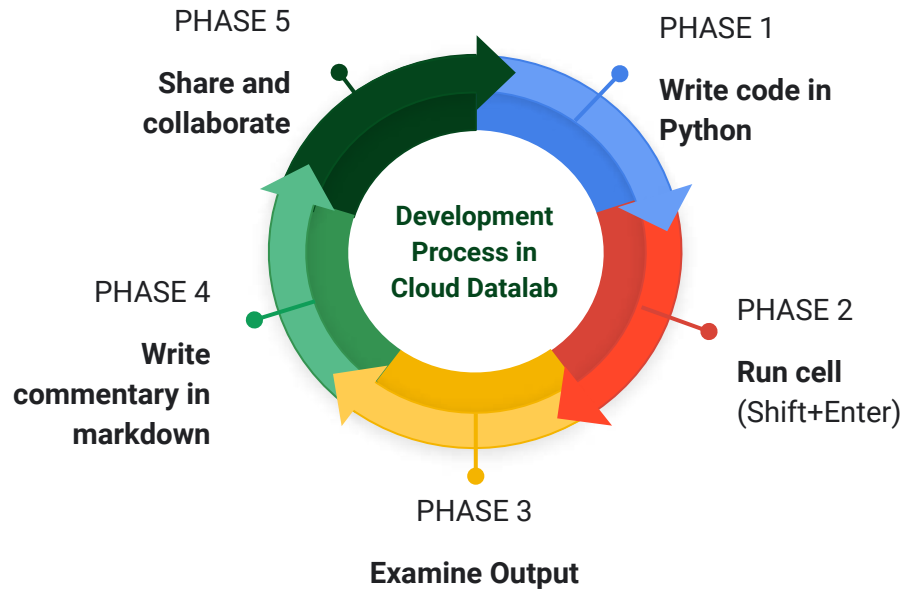 PHASE 5
Share and
collaborate
PHASE 1
Write code in
Python
Development
Process in
Cloud Datalab
PHASE 4
Write
commentary in
markdown
PHASE 2
Run cell
(Shift+Enter)
PHASE 3
Examine Output